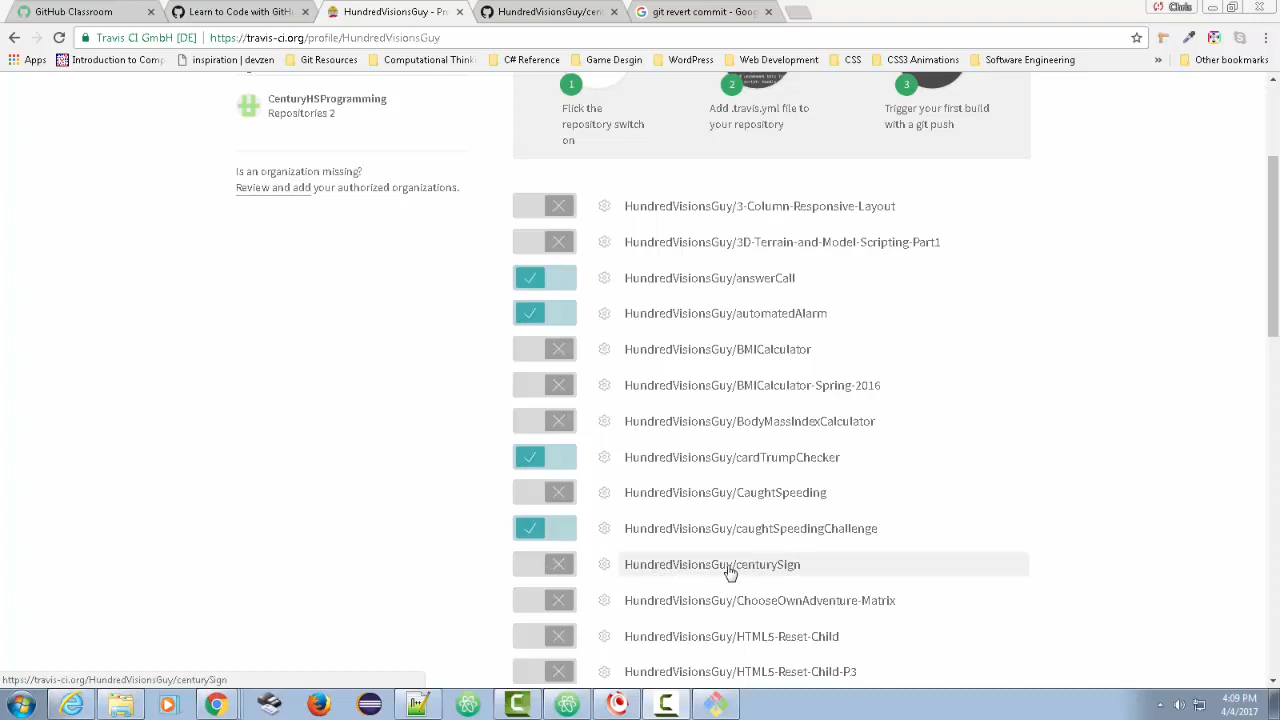 GitHub Classroom
Learn to Code with GitH
HundredVisionsGuy - Pro
HundredVisionsGuy/cent
git revert commit - Goog
Chris
Travis CI GmbH [DE] https://travis-ci.org/profile/HundredVisionsGuy
Apps
Introduction to Comp
inspiration | devzen
Git Resources
Computational Think
C# Reference
Game Desgin
WordPress
Web Development
CSS
CSS3 Animations
Software Engineering
Other bookmarks
CenturyHSProgramming
Repositories 2
Is an organization missing?
Review and add your authorized organizations.
1
Flick the
repository switch
on
2
Add .travis.yml file to
your repository
3
Trigger your first build
with a git push
HundredVisionsGuy/3-Column-Responsive-Layout
HundredVisionsGuy/3D-Terrain-and-Model-Scripting-Part1
HundredVisionsGuy/answerCall
HundredVisionsGuy/automatedAlarm
HundredVisionsGuy/BMICalculator
HundredVisionsGuy/BMICalculator-Spring-2016
HundredVisionsGuy/BodyMassIndexCalculator
HundredVisionsGuy/cardTrumpChecker
HundredVisionsGuy/CaughtSpeeding
HundredVisionsGuy/caughtSpeedingChallenge
HundredVisionsGuy/centurySign
HundredVisionsGuy/ChooseOwnAdventure-Matrix
HundredVisionsGuy/HTML5-Reset-Child
HundredVisionsGuy/HTML5-Reset-Child-P3
https://travis-ci.org/HundredVisionsGuy/centurySign
4:09 PM
4/4/2017